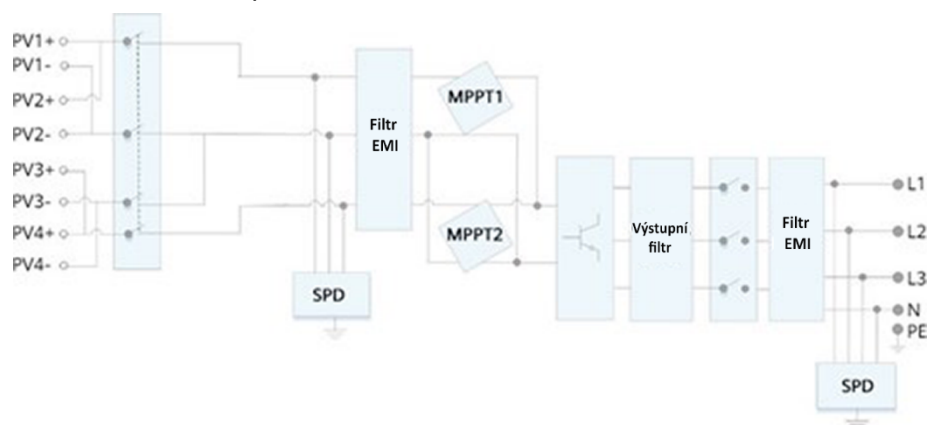 PV1+
PV1-
PV2+
PV2-
PV3+
PV3-
PV4+
PV4-
SPD
Filtr
EMI
MPPT1
MPPT2
Výstupní
filtr
Filtr
EMI
L1
L2
L3
N
PE
SPD